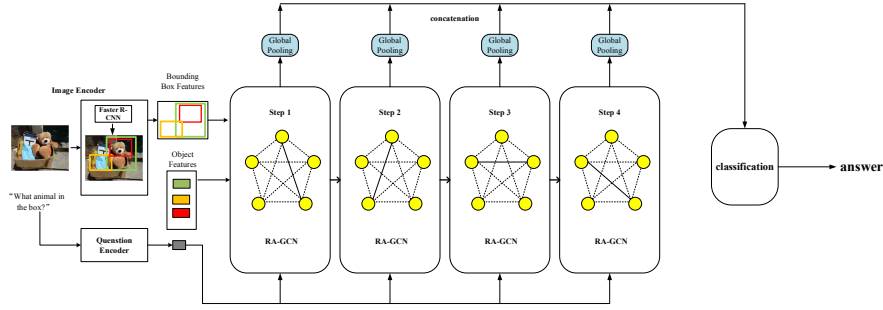 concatenation
Global
Pooling
Global
Pooling
Global
Pooling
Global
Pooling
Bounding
Box Features
Image Encoder
Faster R-
CNN
Step 1
Step 2
Step 3
Step 4
Object
Features
classification
answer
“What animal in
the box?”
Quenstion
Encoder
RA-GCN
RA-GCN
RA-GCN
RA-GCN